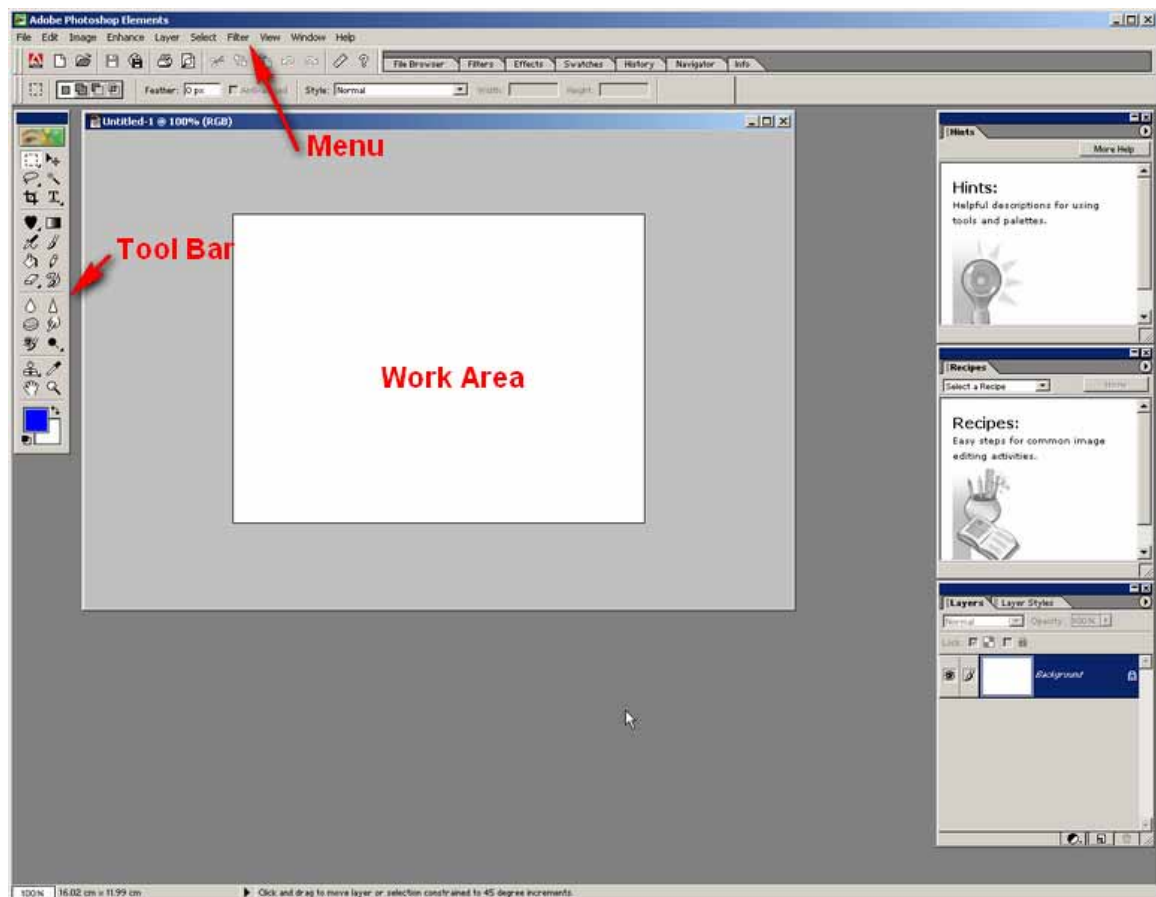 Adobe Photoshop Elements
File Edit Image Enhance Layer Select Filter View Window Help
File Browser Filters Effects Swatches History Navigator Info
Feather: 0 px Style: Normal Width: Height:
Untitled-1 @ 100% (RGB)
Menu
Tool Bar
Work Area
Hints
More Help
Hints:
Helpful descriptions for using
tools and palettes.
Recipes
Select a Recipe
Recipes:
Easy steps for common image
editing activities.
Layers Layer Styles
Normal Opacity: 100%
Lock:
Background
100% 16.02 cm x 11.99 cm Click and drag to move layer or selection constrained to 45 degree increments.